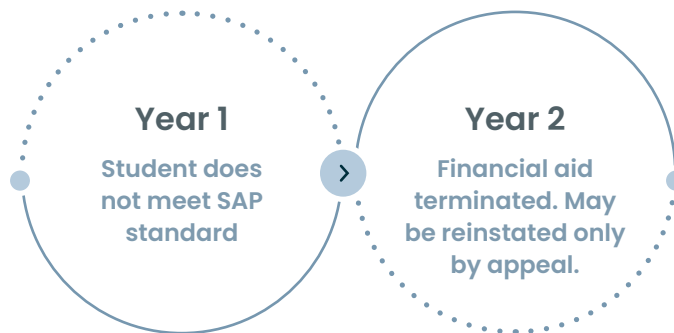 Year 1
Student does
not meet SAP
standard
Year 2
Financial aid
terminated. May
be reinstated only
by appeal.